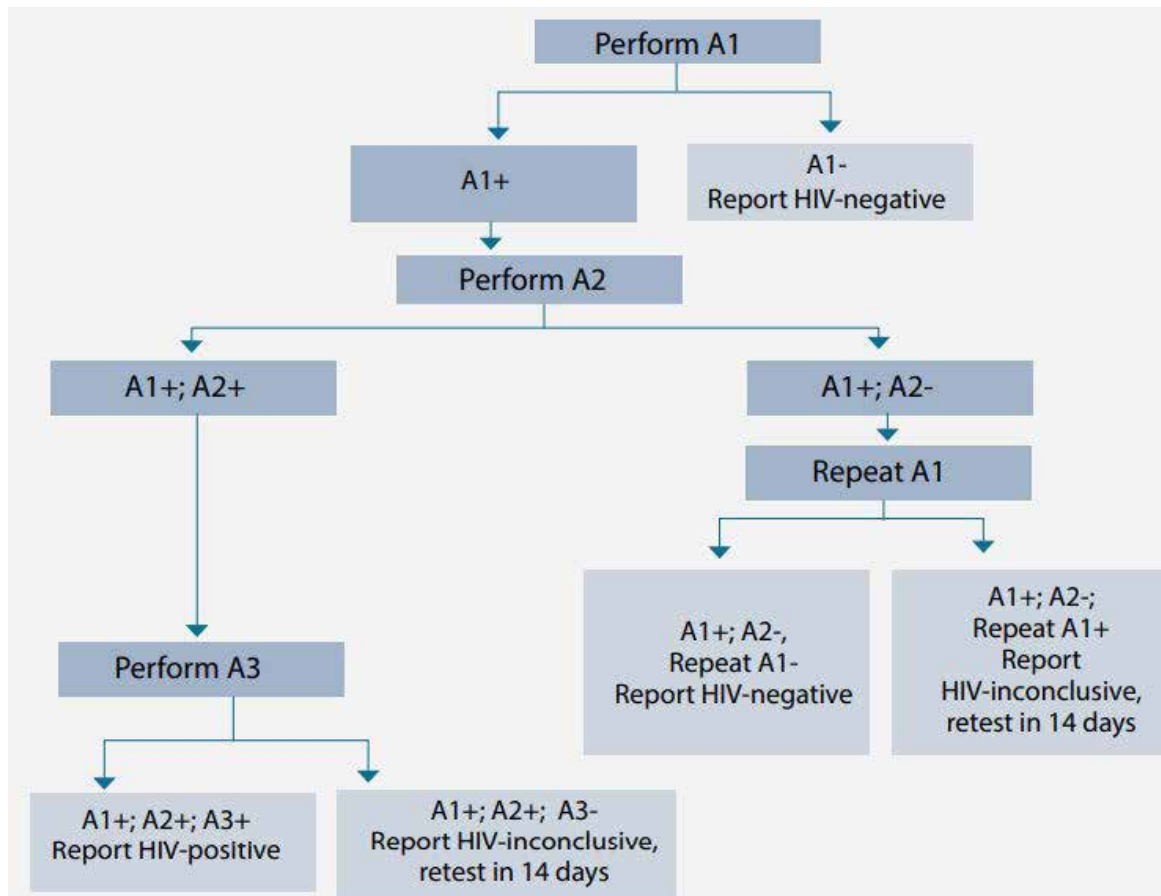 Perform A1
A1+
A1-
Report HIV-negative
Perform A2
A1+; A2+
A1+; A2-
Repeat A1
A1+; A2-,
Repeat A1-
Report HIV-negative
A1+; A2-;
Repeat A1+
Report
HIV-inconclusive,
retest in 14 days
Perform A3
A1+; A2+; A3+
Report HIV-positive
A1+; A2+; A3-
Report HIV-inconclusive,
retest in 14 days